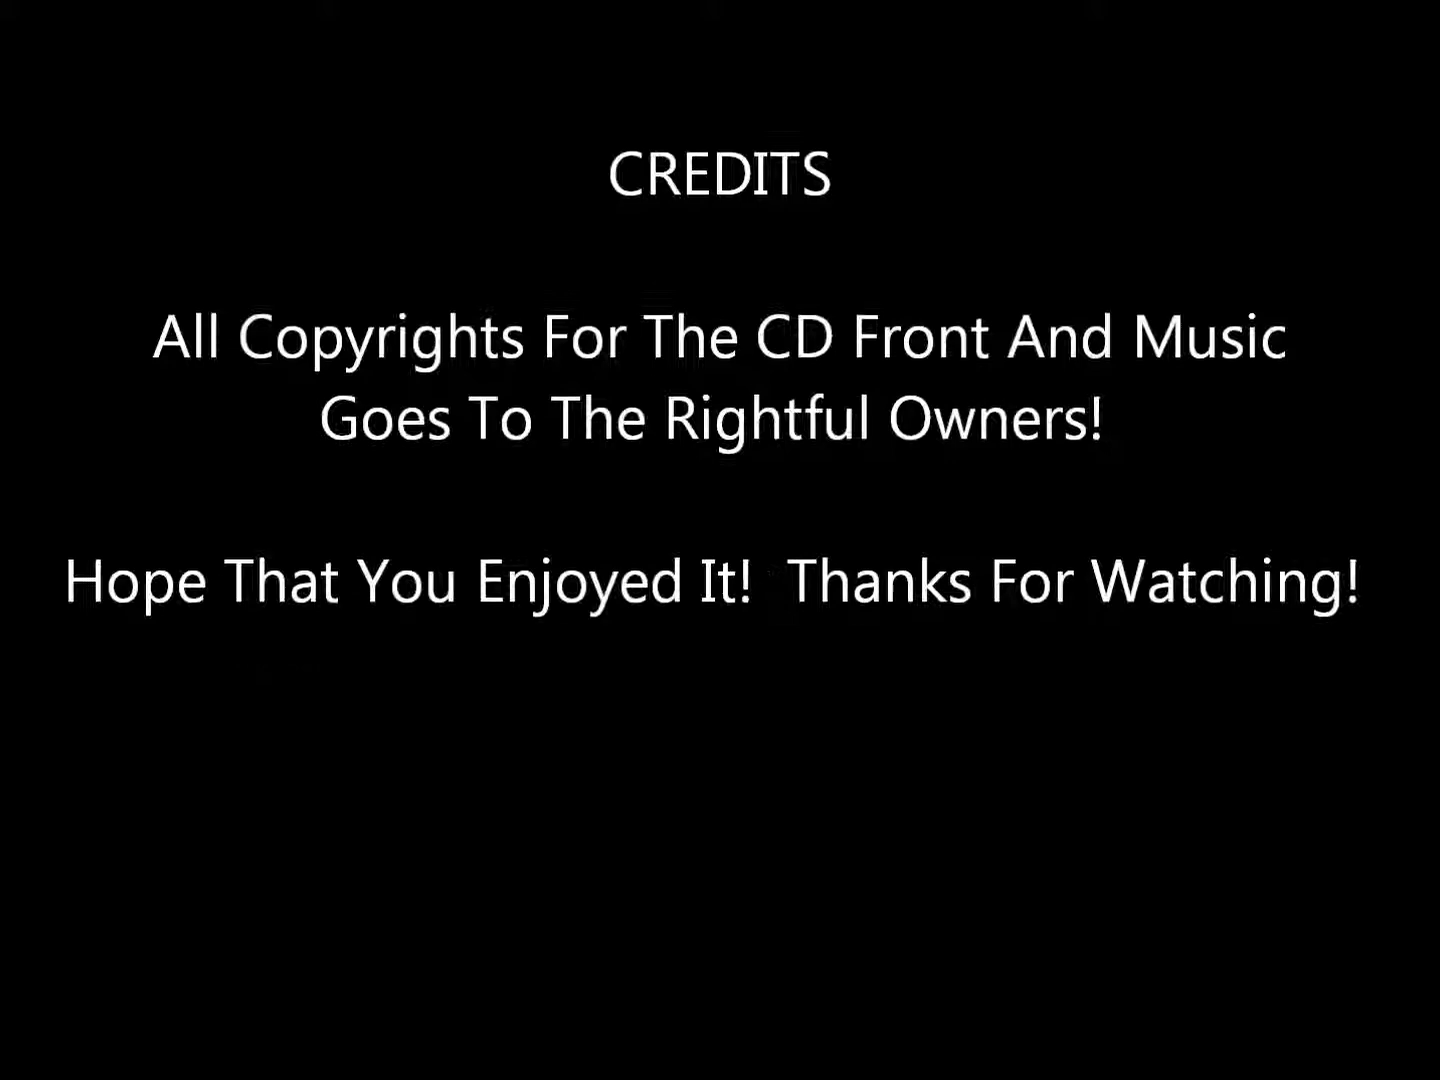 CREDITS
All Copyrights For The CD Front And Music
Goes To The Rightful Owners!
Hope That You Enjoyed It!  Thanks For Watching!